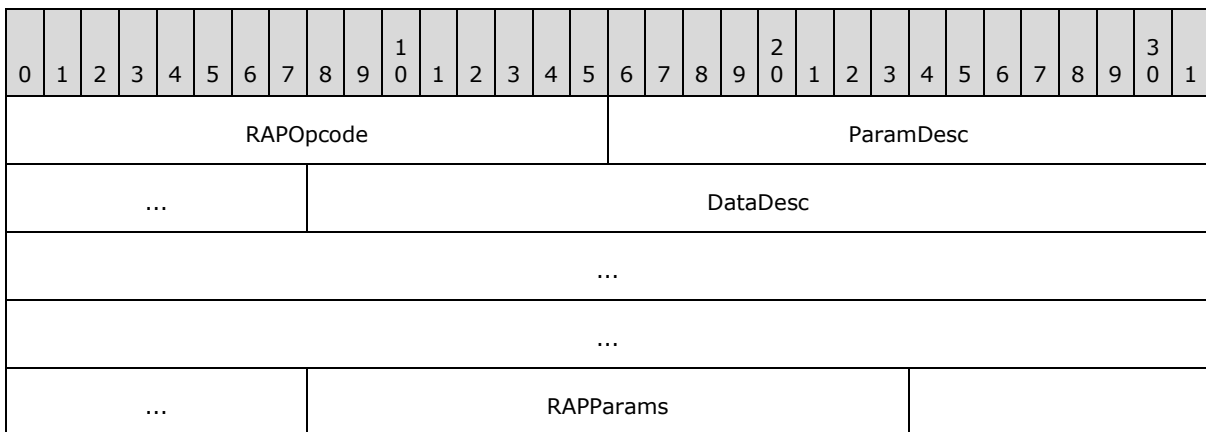 1 2 3
0 1 2 3 4 5 6 7 8 9 0 1 2 3 4 5 6 7 8 9 0 1 2 3 4 5 6 7 8 9 0 1
RAPOpcode ParamDesc
... DataDesc
...
...
... RAPParams